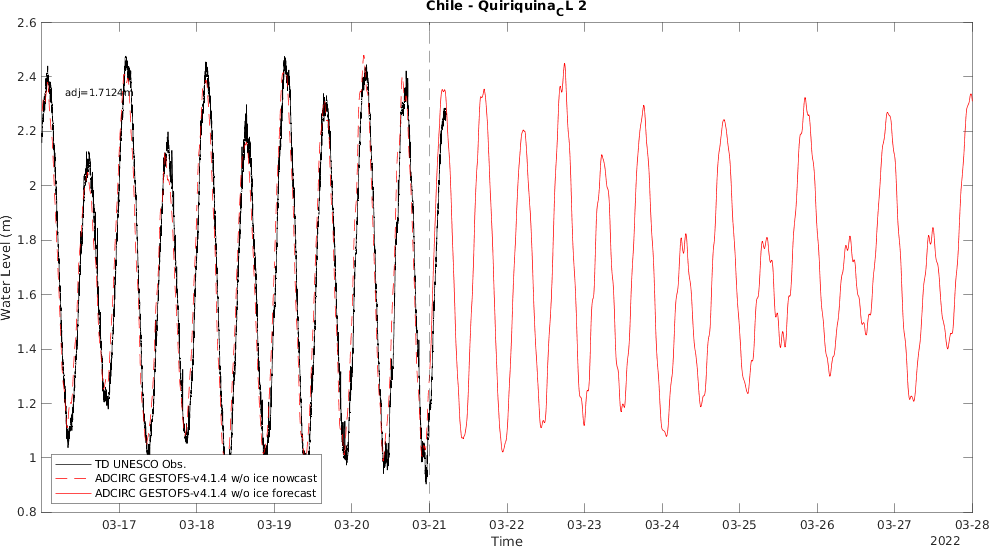 Chile - Quiriquina_CL 2
2.6
2.4
2.2
2
1.8
1.6
1.4
1.2
1
0.8
Water Level (m)
adj=1.7124m
TD UNESCO Obs.
ADCIRC GESTOFS-v4.1.4 w/o ice nowcast
ADCIRC GESTOFS-v4.1.4 w/o ice forecast
03-17 03-18 03-19 03-20 03-21 03-22 03-23 03-24 03-25 03-26 03-27 03-28
Time
2022